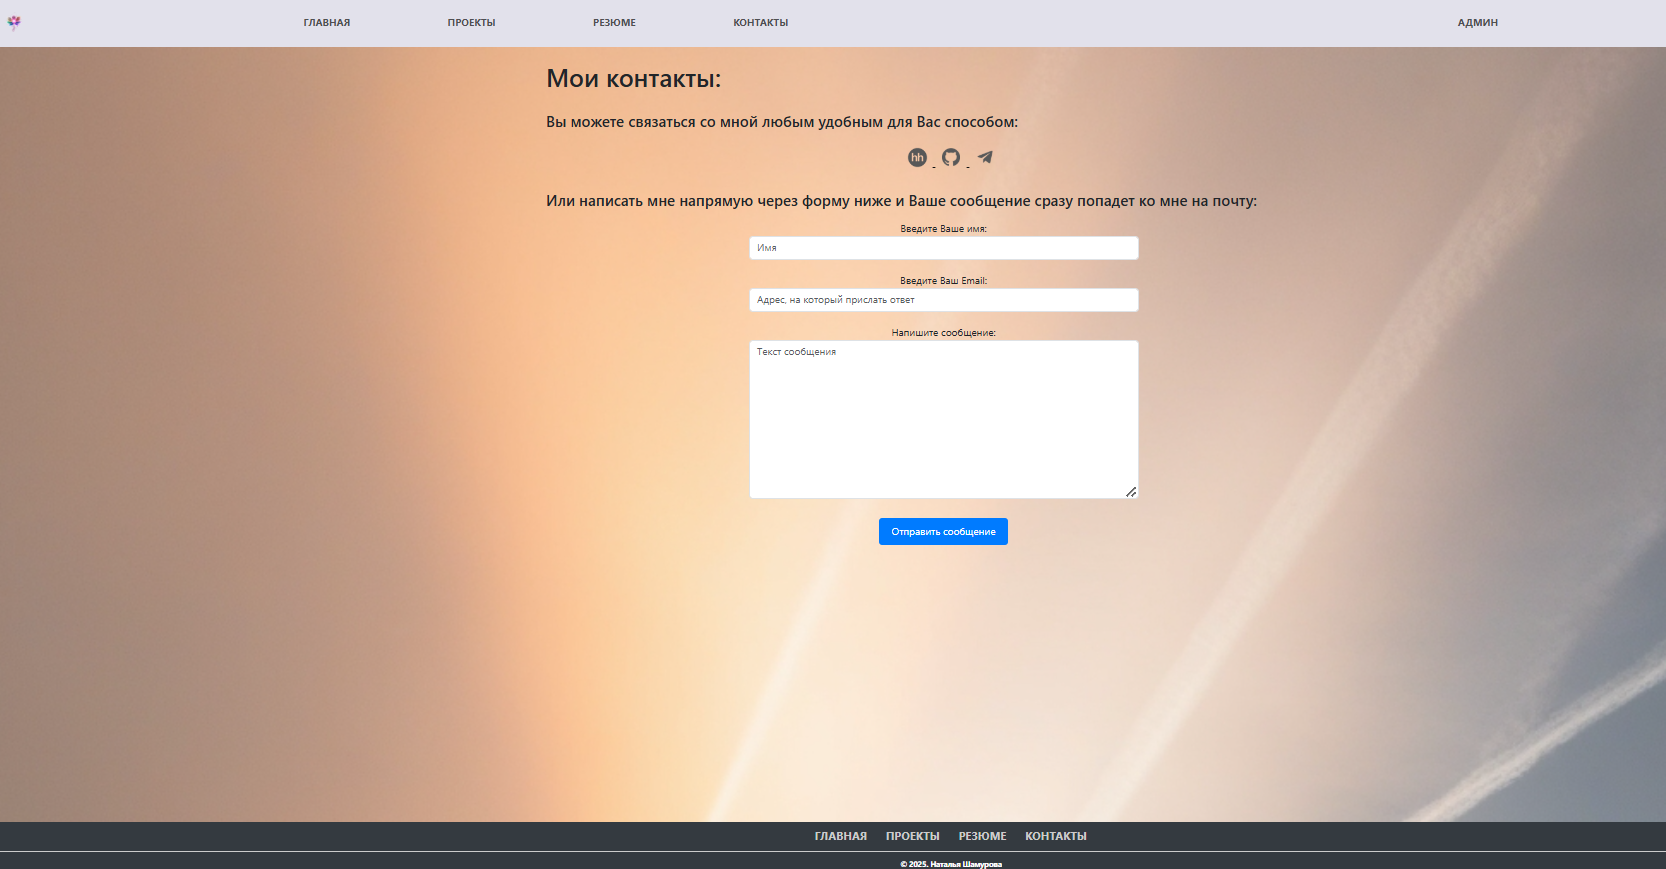 ГЛАВНАЯ ПРОЕКТЫ РЕЗЮМЕ КОНТАКТЫ АДМИН
Мои контакты:
Вы можете связаться со мной любым удобным для Вас способом:
hh
Или написать мне напрямую через форму ниже и Ваше сообщение сразу попадет ко мне на почту:
Введите Ваше имя:
Имя
Введите Ваш Email:
Адрес, на который прислать ответ
Напишите сообщение:
Текст сообщения
Отправить сообщение
ГЛАВНАЯ ПРОЕКТЫ РЕЗЮМЕ КОНТАКТЫ
© 2025. Наталья Шамурова